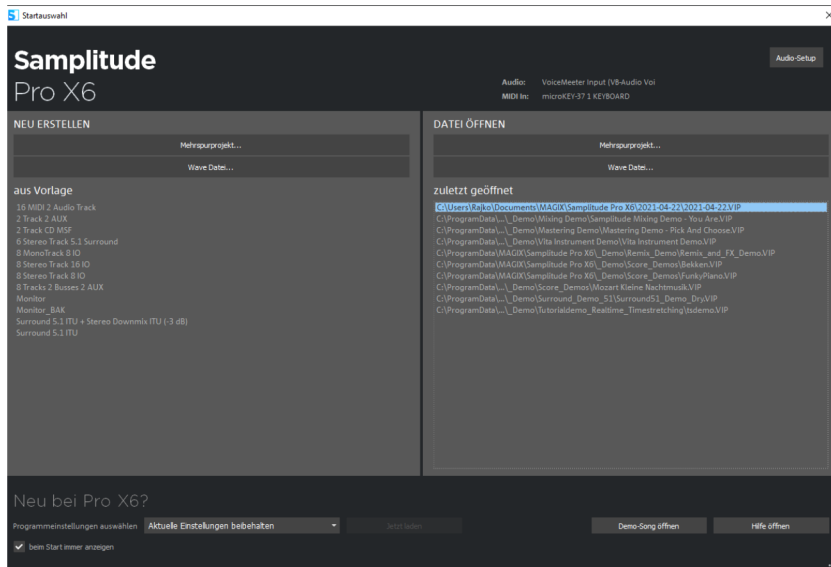 Startauswahl
Samplitude
Pro X6
Audio-Setup
Audio: VoiceMeeter Input (VB-Audio Voi
MIDI In: microKEY-37 1 KEYBOARD
NEU ERSTELLEN
Mehrspurprojekt...
Wave Datei...
aus Vorlage
16 MIDI 2 Audio Track
2 Track 2 AUX
2 Track CD MSF
6 Stereo Track 5.1 Surround
8 MonoTrack 8 IO
8 Stereo Track 16 IO
8 Stereo Track 8 IO
8 Tracks 2 Busses 2 AUX
Monitor
Monitor_BAK
Surround 5.1 ITU + Stereo Downmix ITU (-3 dB)
Surround 5.1 ITU
DATEI ÖFFNEN
Mehrspurprojekt...
Wave Datei...
zuletzt geöffnet
C:\Users\Rajko\Documents\MAGIX\Samplitude Pro X6\2021-04-22\2021-04-22.VIP
C:\ProgramData\...\_Demo\Mixing Demo\Samplitude Mixing Demo - You Are.VIP
C:\ProgramData\...\_Demo\Mastering Demo\Mastering Demo - Pick And Choose.VIP
C:\ProgramData\...\_Demo\Vita Instrument Demo\Vita Instrument Demo.VIP
C:\ProgramData\MAGIX\Samplitude Pro X6\_Demo\Remix_Demo\Remix_and_FX_Demo.VIP
C:\ProgramData\MAGIX\Samplitude Pro X6\_Demo\Score_Demos\Bekken.VIP
C:\ProgramData\MAGIX\Samplitude Pro X6\_Demo\Score_Demos\FunkyPiano.VIP
C:\ProgramData\...\_Demo\Score_Demos\Mozart Kleine Nachtmusik.VIP
C:\ProgramData\...\_Demo\Surround_Demo_51\Surround51_Demo_Dry.VIP
C:\ProgramData\...\_Demo\Tutorialdemo_Realtime_Timestretching\tsdemo.VIP
Neu bei Pro X6?
Programmeinstellungen auswählen Aktuelle Einstellungen beibehalten Jetzt laden
Demo-Song öffnen
Hilfe öffnen
beim Start immer anzeigen